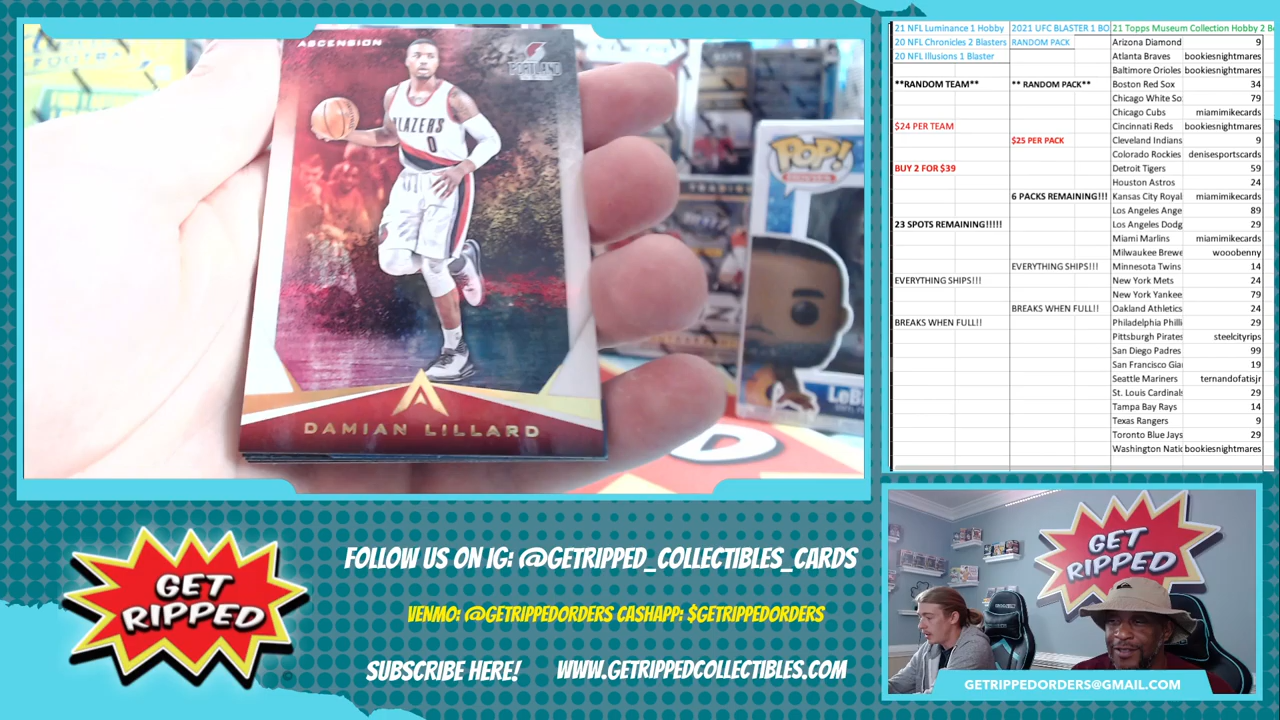 ASCENSION
PORTLAND
BLAZERS
0
DAMIAN LILLARD
POP!
LeB
21 NFL Luminance 1 Hobby
20 NFL Chronicles 2 Blasters
20 NFL Illusions 1 Blaster
**RANDOM TEAM**
$24 PER TEAM
BUY 2 FOR $39
23 SPOTS REMAINING!!!!!
EVERYTHING SHIPS!!!
BREAKS WHEN FULL!!
2021 UFC BLASTER 1 BO
RANDOM PACK
** RANDOM PACK**
$25 PER PACK
6 PACKS REMAINING!!!
EVERYTHING SHIPS!!!
BREAKS WHEN FULL!!
21 Topps Museum Collection Hobby 2 B
Arizona Diamond 9
Atlanta Braves bookiesnightmares
Baltimore Orioles bookiesnightmares
Boston Red Sox 34
Chicago White So 79
Chicago Cubs miamimikecards
Cincinnati Reds bookiesnightmares
Cleveland Indians 9
Colorado Rockies denisesportcards
Detroit Tigers 59
Houston Astros 24
Kansas City Royal miamimikecards
Los Angeles Ange 89
Los Angeles Dodg 29
Miami Marlins miamimikecards
Milwaukee Brewe wooobenny
Minnesota Twins 14
New York Mets 24
New York Yankee 79
Oakland Athletics 24
Philadelphia Philli 29
Pittsburgh Pirates steelcityrips
San Diego Padres 99
San Francisco Gia 19
Seattle Mariners ternandofatisjr
St. Louis Cardinals 29
Tampa Bay Rays 14
Texas Rangers 9
Toronto Blue Jays 29
Washington Natic bookiesnightmares
GET
RIPPED
FOLLOW US ON IG: @GETRIPPED_COLLECTIBLES_CARDS
VENMO: @GETRIPPEDORDERS CASHAPP: $GETRIPPEDORDERS
SUBSCRIBE HERE! WWW.GETRIPPEDCOLLECTIBLES.COM
GET
RIPPED
GETRIPPEDORDERS@GMAIL.COM